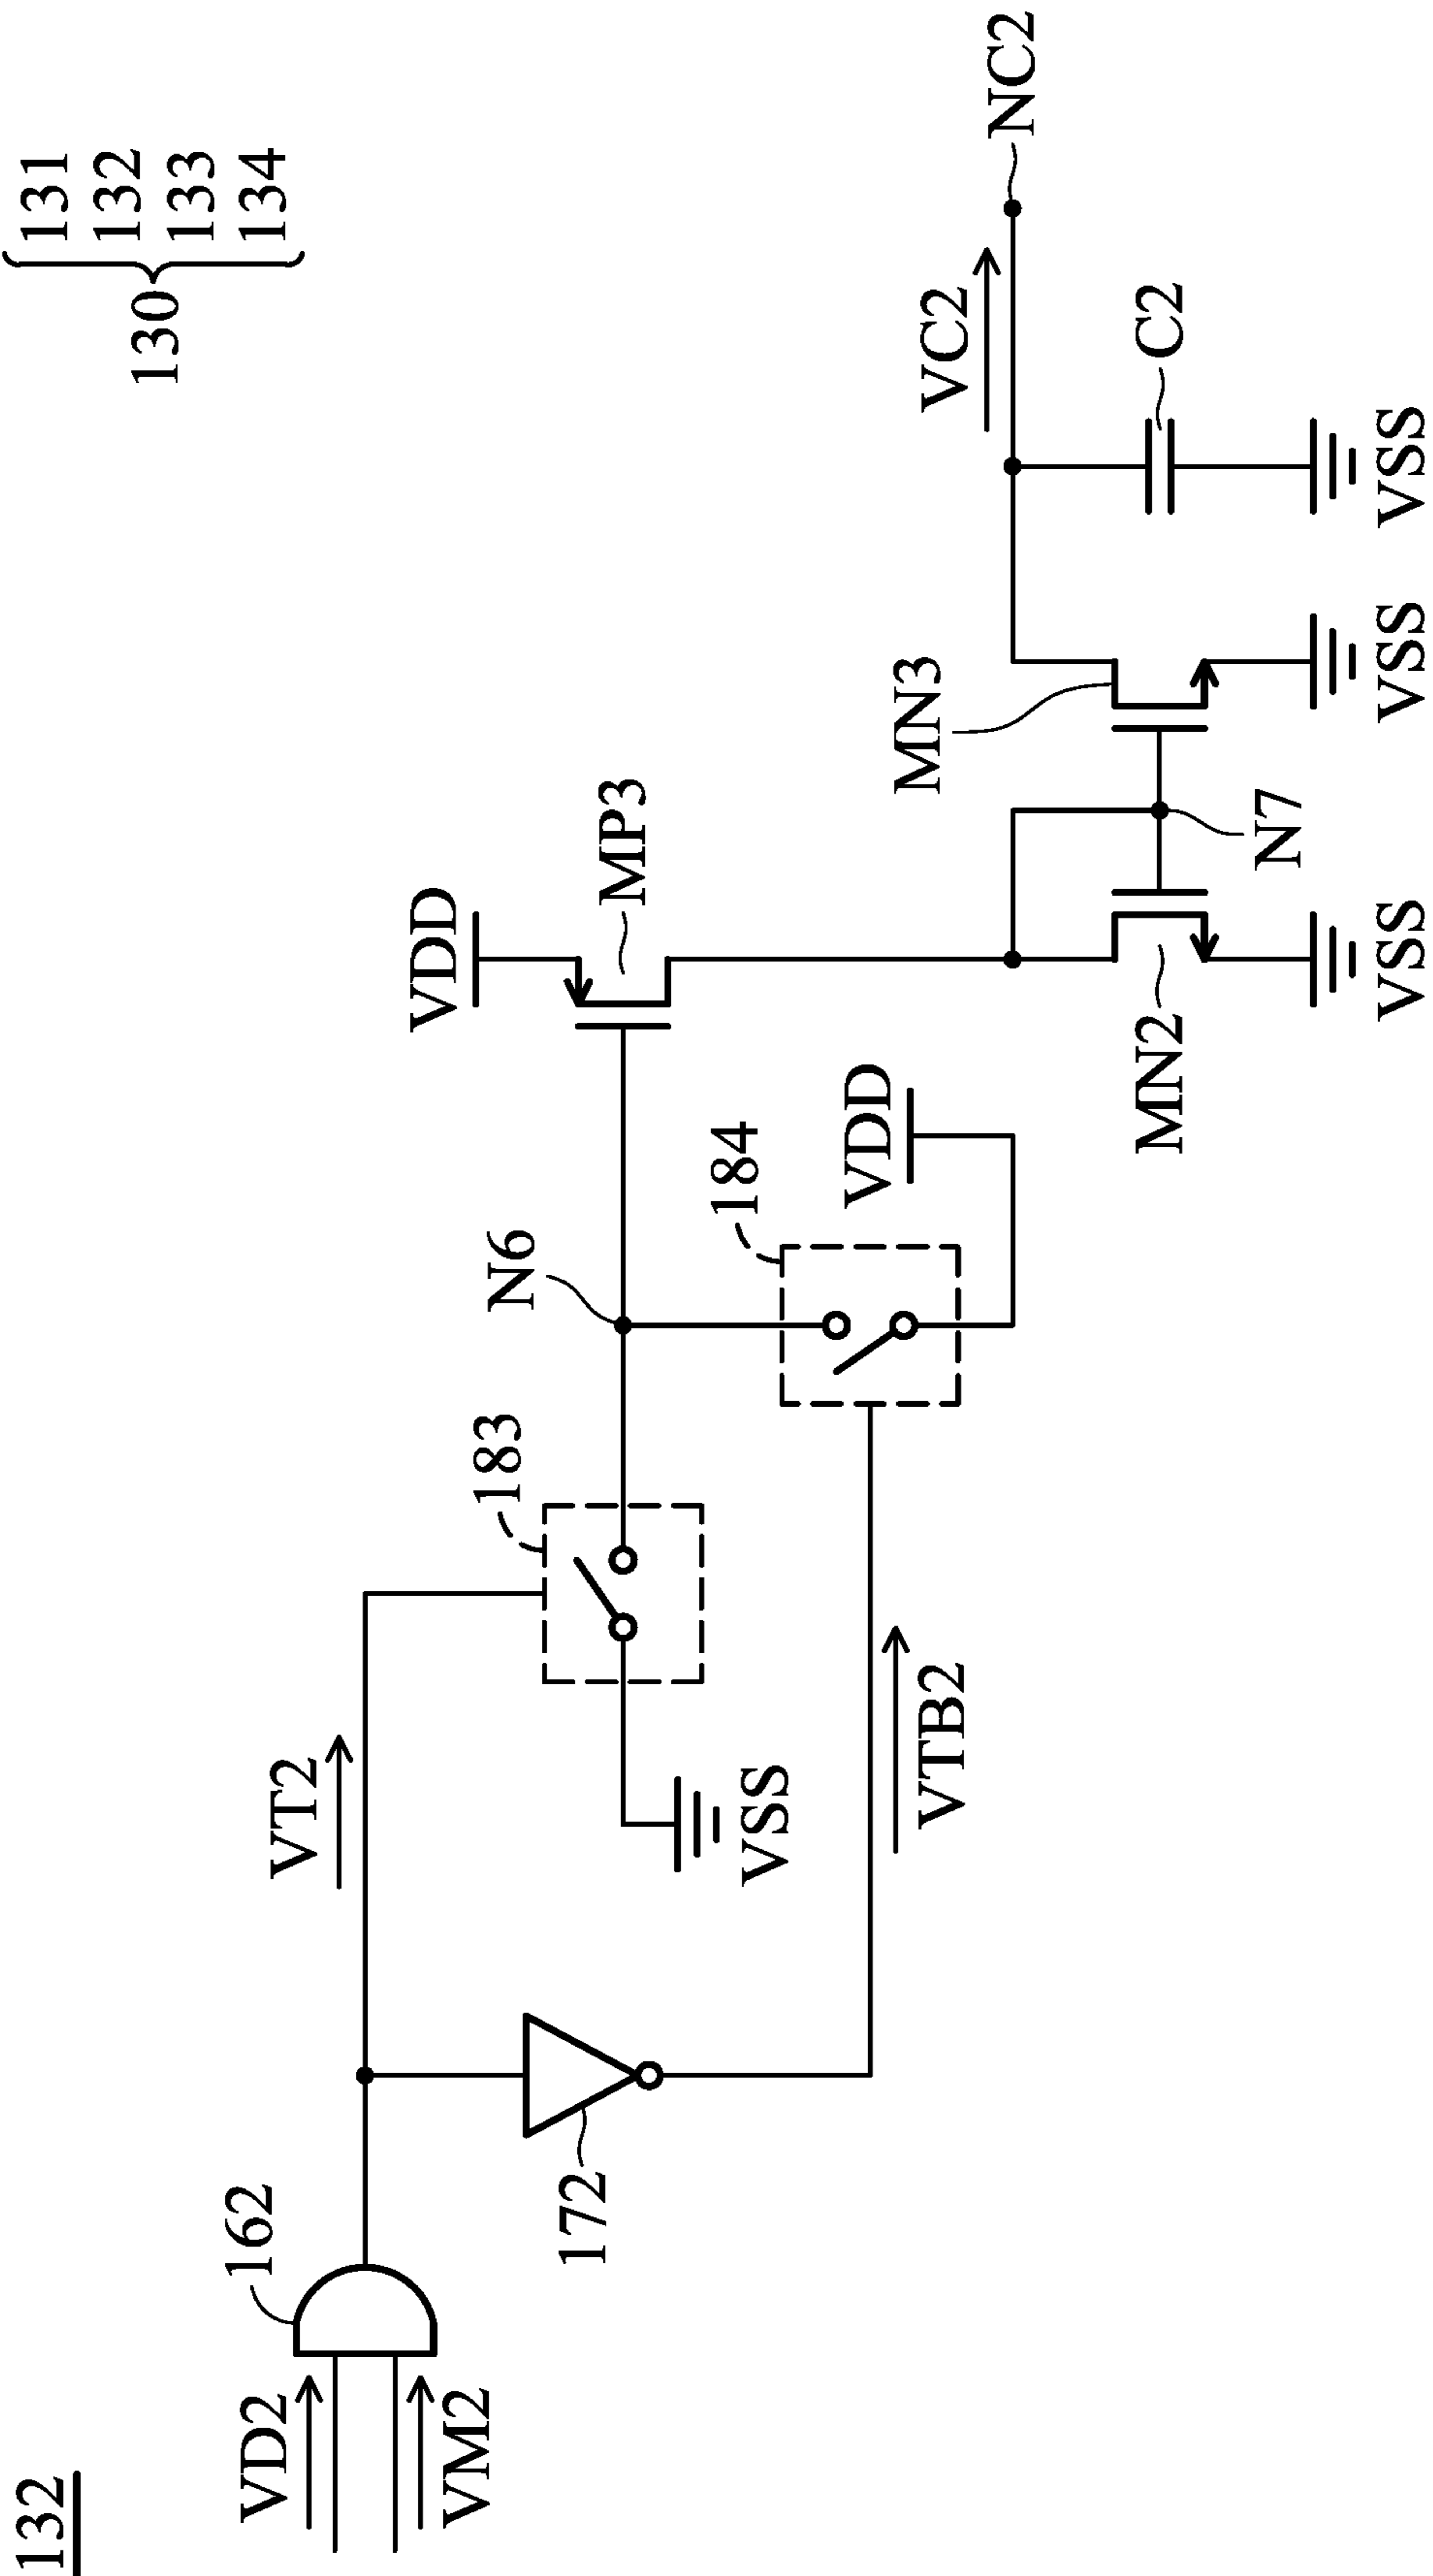 132
130
131
132
133
134
VD2
VM2
162
VT2
172
VTB2
VSS
183
N6
184
VDD
VDD
MP3
MN2
VSS
N7
MN3
VSS
VC2
C2
VSS
NC2